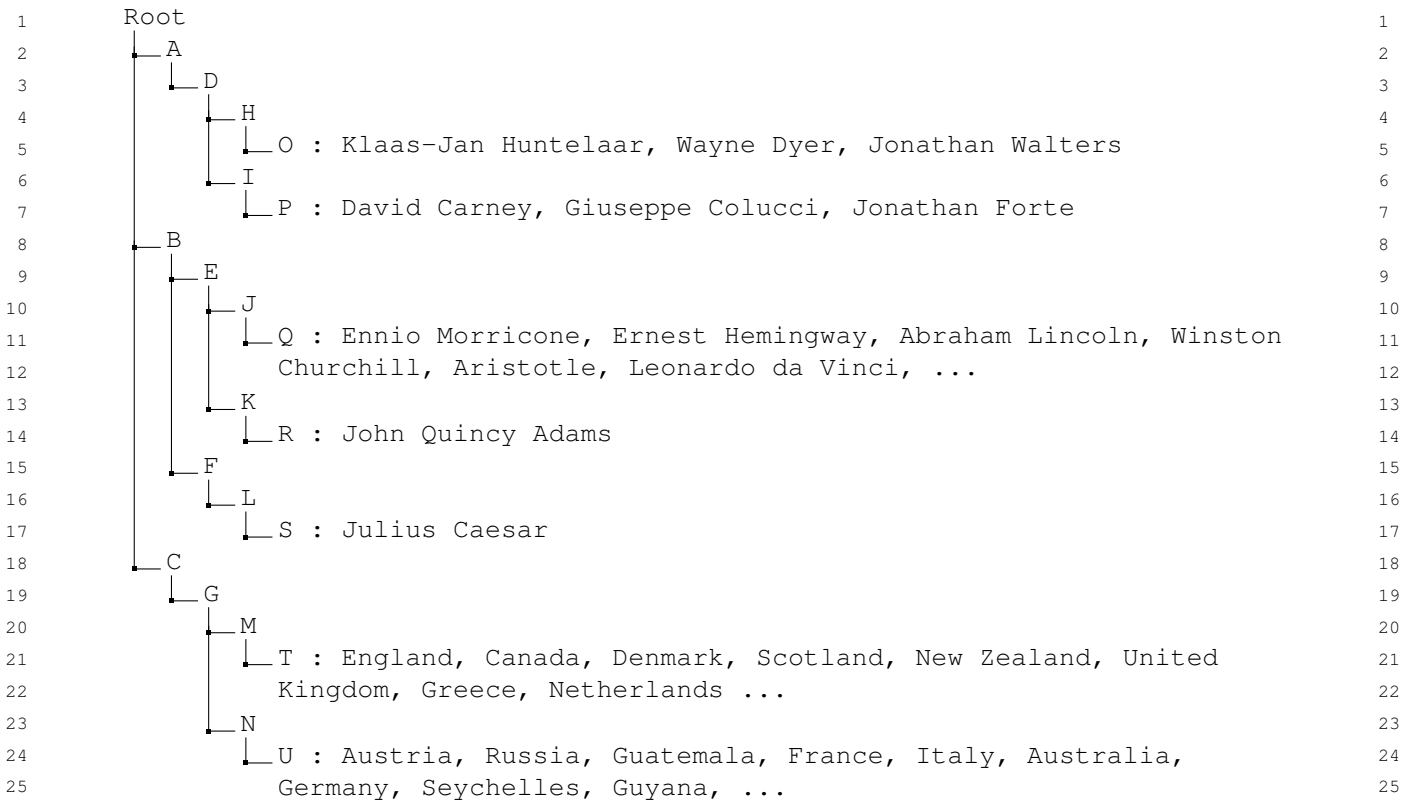 1 Root 1
2 A 2
3 D 3
4 H 4
5 O : Klaas-Jan Huntelaar, Wayne Dyer, Jonathan Walters 5
6 I 6
7 P : David Carney, Giuseppe Colucci, Jonathan Forte 7
8 B 8
9 E 9
10 J 10
11 Q : Ennio Morricone, Ernest Hemingway, Abraham Lincoln, Winston 11
12 Churchill, Aristotle, Leonardo da Vinci, ... 12
13 K 13
14 R : John Quincy Adams 14
15 F 15
16 L 16
17 S : Julius Caesar 17
18 C 18
19 G 19
20 M 20
21 T : England, Canada, Denmark, Scotland, New Zealand, United 21
22 Kingdom, Greece, Netherlands ... 22
23 N 23
24 U : Austria, Russia, Guatemala, France, Italy, Australia, 24
25 Germany, Seychelles, Guyana, ... 25